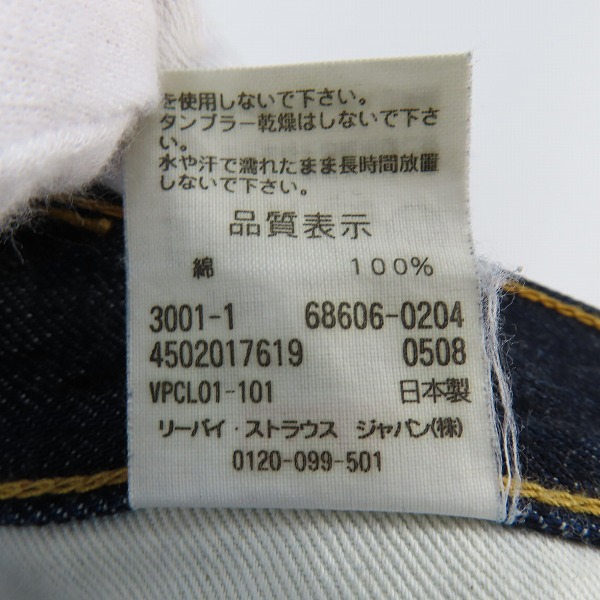 を使用しないで下さい。
タンブラー乾燥はしないで下さ
い。
水や汗で濡れたまま長時間放置
しないで下さい。
品質表示
綿 100%
3001-1 68606-0204
4502017619 0508
VPCL01-101 日本製
リーバイ・ストラウス ジャパン(株)
0120-099-501